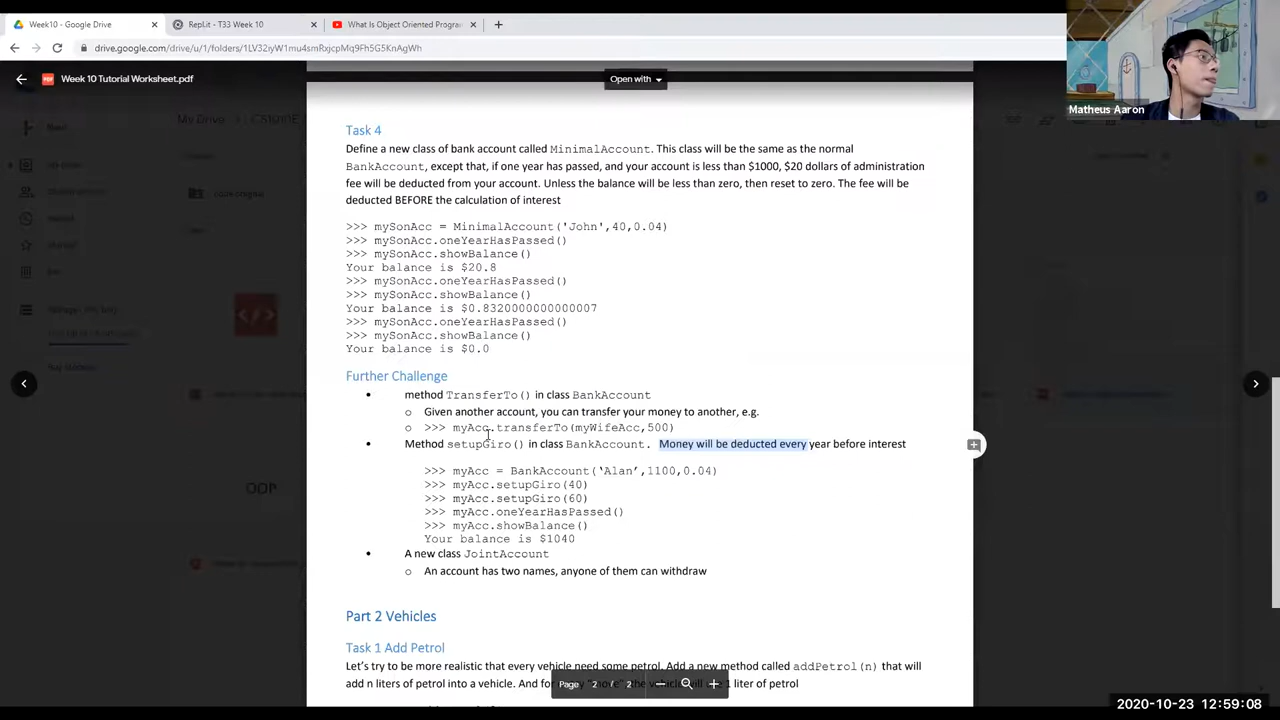 Week10 - Google Drive
Repl.it - T33 Week 10
What Is Object Oriented Program
drive.google.com/drive/u/1/folders/1LV32iyW1mu4smRxjcpMq9Fh5G5KnAgWh
Week 10 Tutorial Worksheet.pdf
Open with
Matheus Aaron
My Drive
Task 4
Define a new class of bank account called MinimalAccount. This class will be the same as the normal
BankAccount, except that, if one year has passed, and your account is less than $1000, $20 dollars of administration
fee will be deducted from your account. Unless the balance will be less than zero, then reset to zero. The fee will be
deducted BEFORE the calculation of interest
>>> mySonAcc = MinimalAccount('John',40,0.04)
>>> mySonAcc.oneYearHasPassed()
>>> mySonAcc.showBalance()
Your balance is $20.8
>>> mySonAcc.oneYearHasPassed()
>>> mySonAcc.showBalance()
Your balance is $0.8320000000000007
>>> mySonAcc.oneYearHasPassed()
>>> mySonAcc.showBalance()
Your balance is $0.0
Further Challenge
• method TransferTo() in class BankAccount
o Given another account, you can transfer your money to another, e.g.
o >>> myAcc.transferTo(myWifeAcc,500)
• Method setupGiro() in class BankAccount. Money will be deducted every year before interest
>>> myAcc = BankAccount('Alan',1100,0.04)
>>> myAcc.setupGiro(40)
>>> myAcc.setupGiro(60)
>>> myAcc.oneYearHasPassed()
>>> myAcc.showBalance()
Your balance is $1040
• A new class JointAccount
o An account has two names, anyone of them can withdraw
OOP
Part 2 Vehicles
Task 1 Add Petrol
Let's try to be more realistic that every vehicle need some petrol. Add a new method called addPetrol(n) that will
add n liters of petrol into a vehicle. And for 1 liter of petrol
Page 2 / 2
2020-10-23 12:59:08